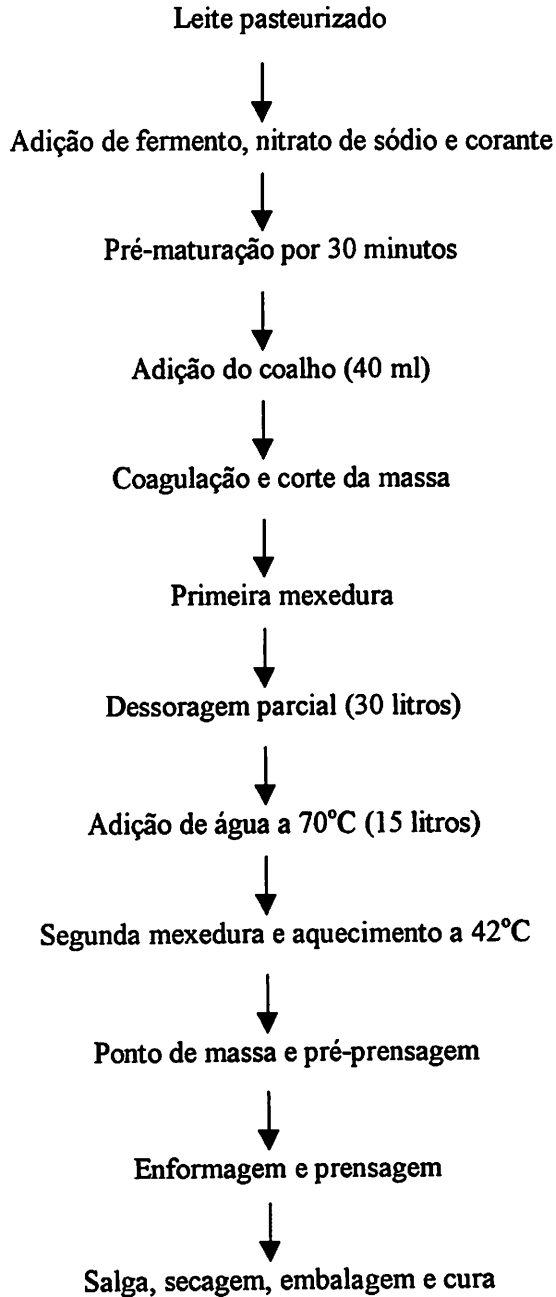 Leite pasteurizado
Adição de fermento, nitrato de sódio e corante
Pré-maturação por 30 minutos
Adição do coalho (40 ml)
Coagulação e corte da massa
Primeira mexedura
Dessoragem parcial (30 litros)
Adição de água a 70°C (15 litros)
Segunda mexedura e aquecimento a 42°C
Ponto de massa e pré-prensagem
Enformagem e prensagem
Salga, secagem, embalagem e cura